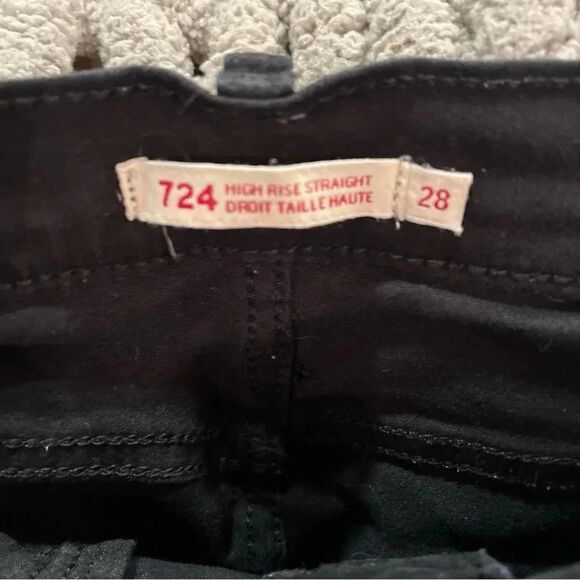 724 HIGH RISE STRAIGHT
DROIT TAILLE HAUTE
28